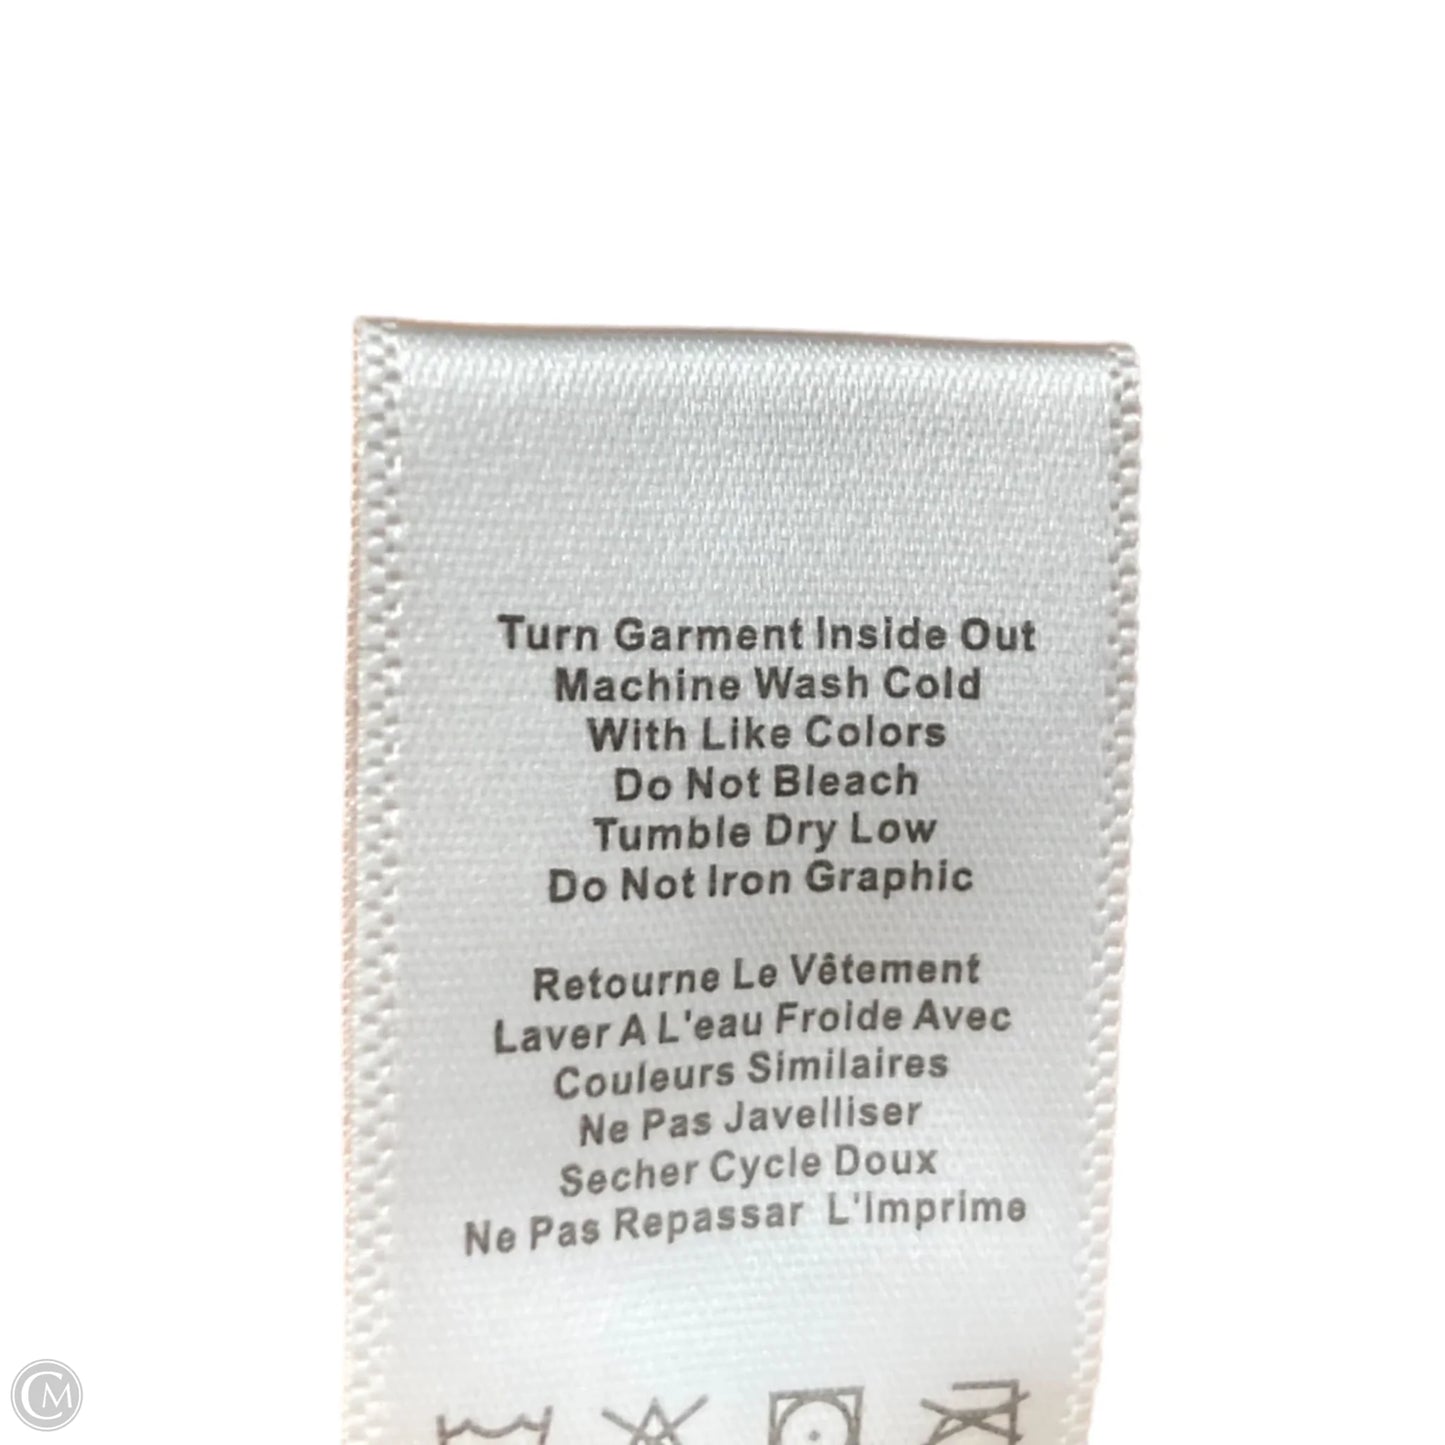 Turn Garment Inside Out
Machine Wash Cold
With Like Colors
Do Not Bleach
Tumble Dry Low
Do Not Iron Graphic
Retourne Le Vêtement
Laver A L'eau Froide Avec
Couleurs Similaires
Ne Pas Javelliser
Secher Cycle Doux
Ne Pas Repassar L'Imprime
CM